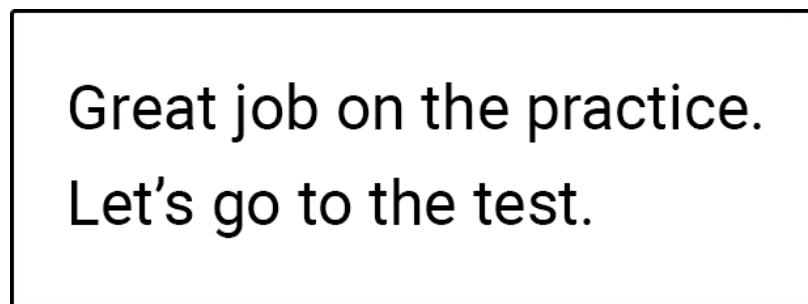 Great job on the practice.
Let’s go to the test.